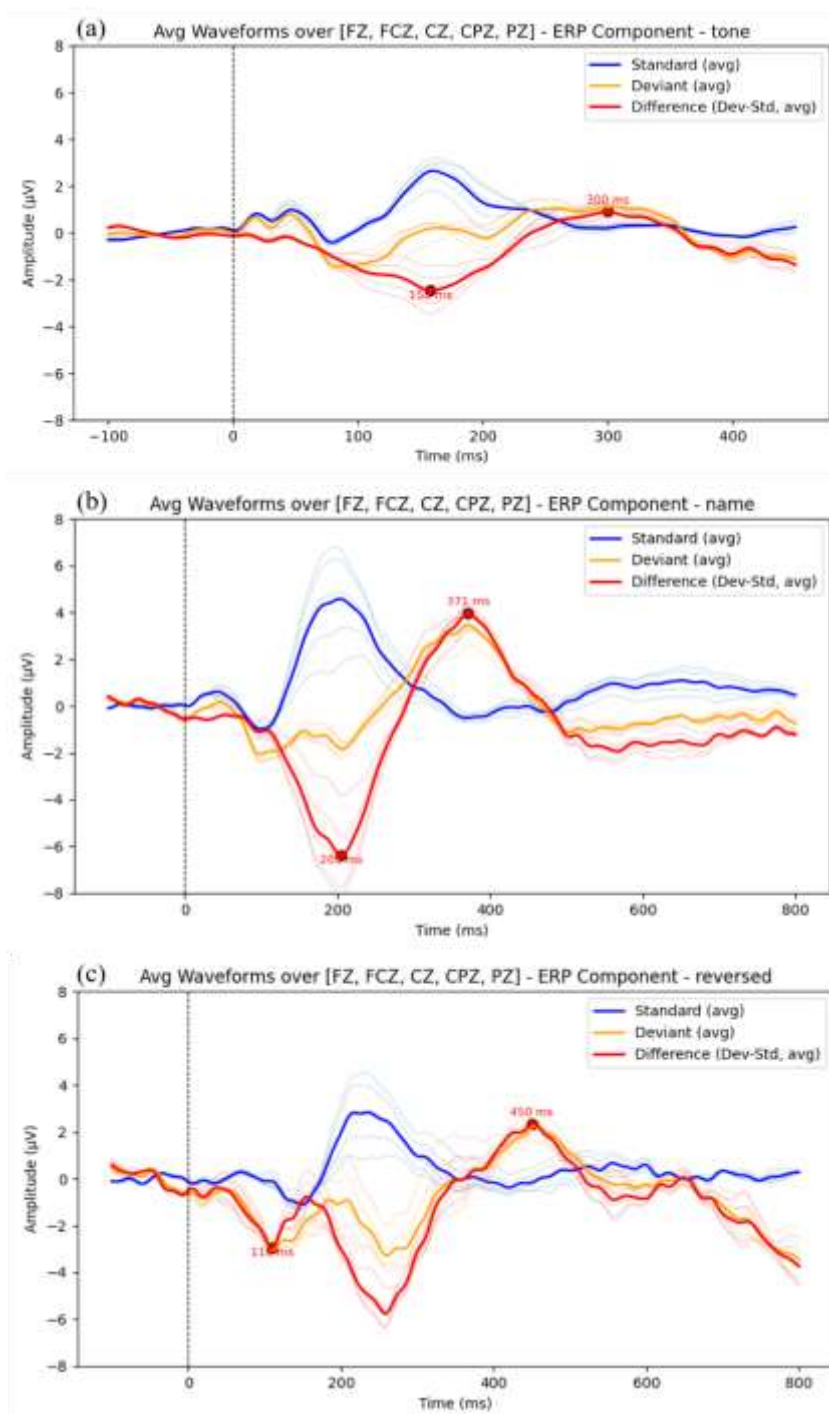 (a)
Avg Waveforms over [FZ, FCZ, CZ, CPZ, PZ] - ERP Component - tone
Standard (avg)
Deviant (avg)
Difference (Dev-Std, avg)
300 ms
ms
Amplitude (µV)
8
6
4
2
0
−2
−4
−6
−8
−100
0
100
200
300
400
Time (ms)
(b)
Avg Waveforms over [FZ, FCZ, CZ, CPZ, PZ] - ERP Component - name
Standard (avg)
Deviant (avg)
Difference (Dev-Std, avg)
371 ms
ms
Amplitude (µV)
8
6
4
2
0
−2
−4
−6
−8
0
200
400
600
800
Time (ms)
(c)
Avg Waveforms over [FZ, FCZ, CZ, CPZ, PZ] - ERP Component - reversed
Standard (avg)
Deviant (avg)
Difference (Dev-Std, avg)
450 ms
ms
Amplitude (µV)
8
6
4
2
0
−2
−4
−6
−8
0
200
400
600
800
Time (ms)